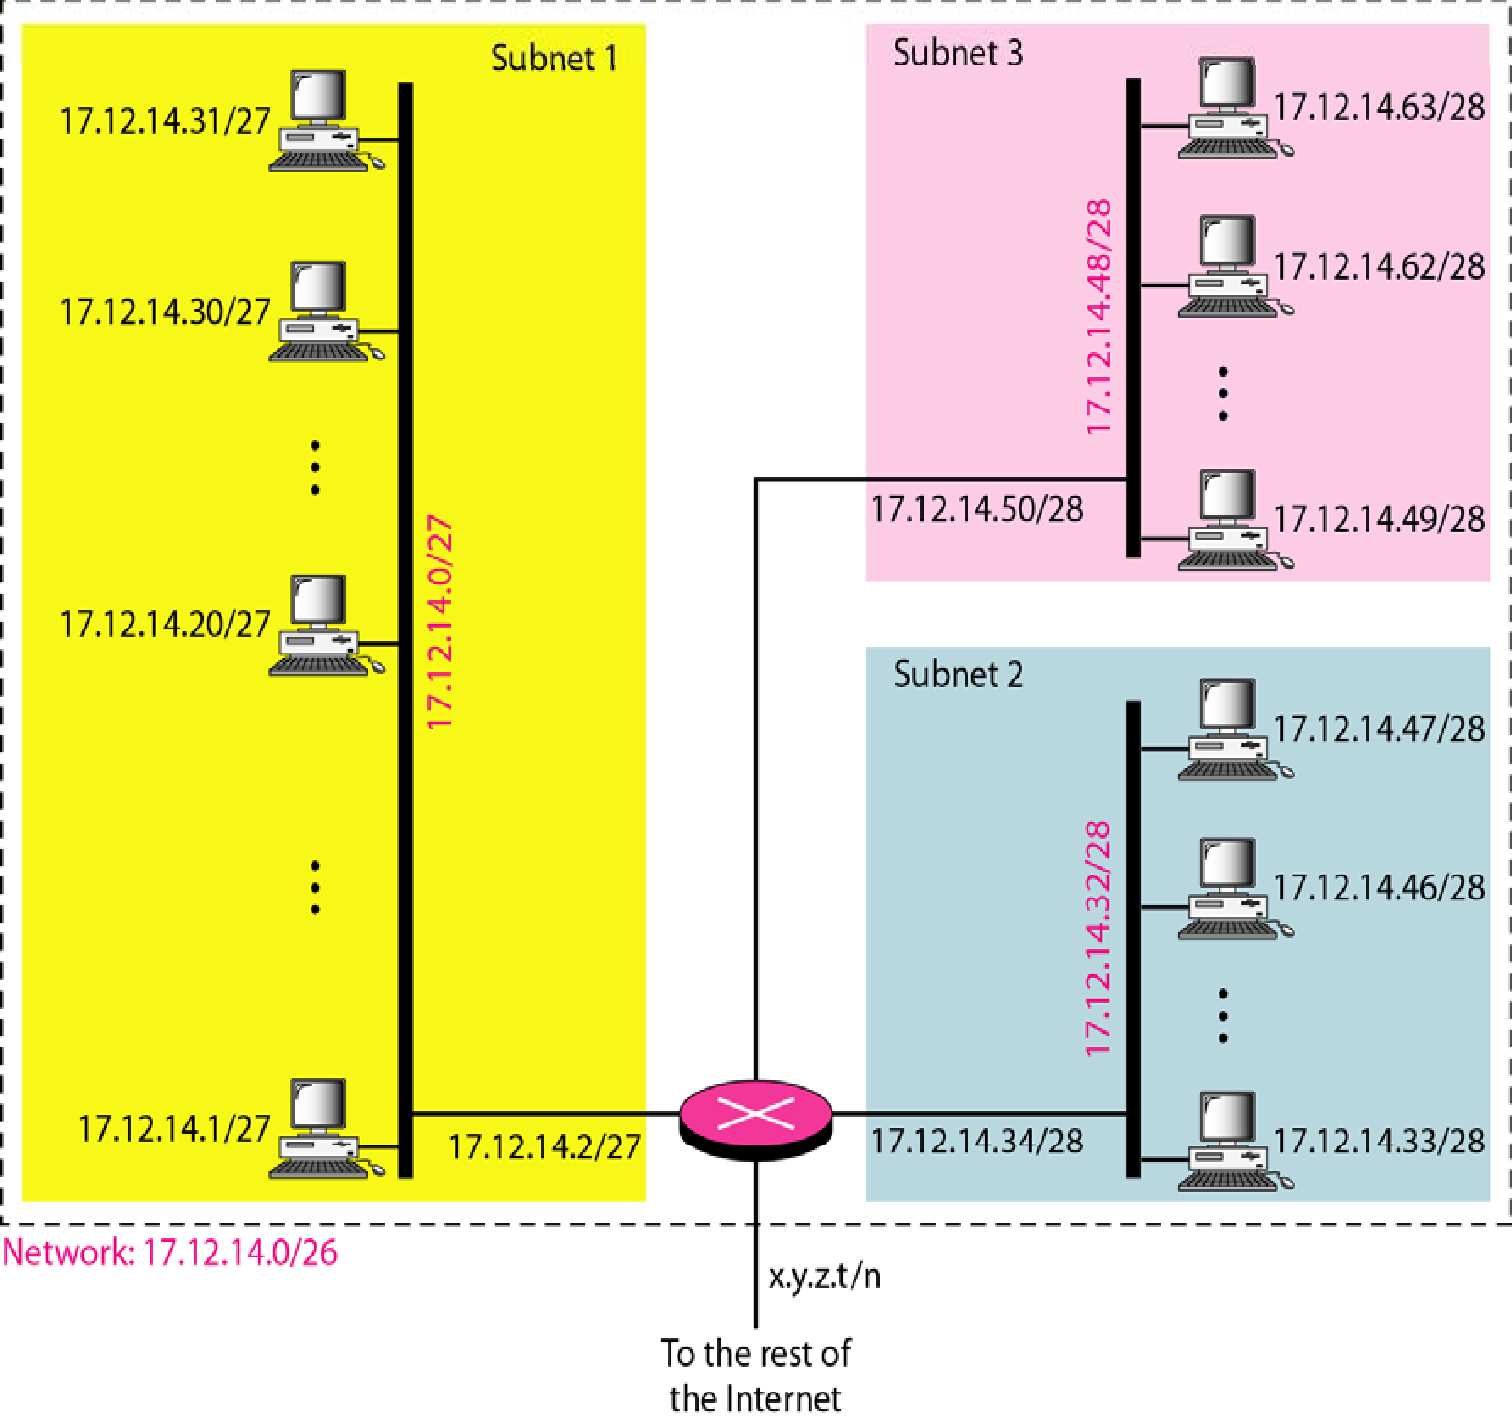 Subnet 1
17.12.14.31/27
17.12.14.30/27
17.12.14.20/27
17.12.14.0/27
17.12.14.1/27
17.12.14.2/27
Subnet 3
17.12.14.63/28
17.12.14.62/28
17.12.14.48/28
17.12.14.50/28
17.12.14.49/28
Subnet 2
17.12.14.47/28
17.12.14.46/28
17.12.14.32/28
17.12.14.34/28
17.12.14.33/28
Network: 17.12.14.0/26
x.y.z.t/n
To the rest of
the Internet